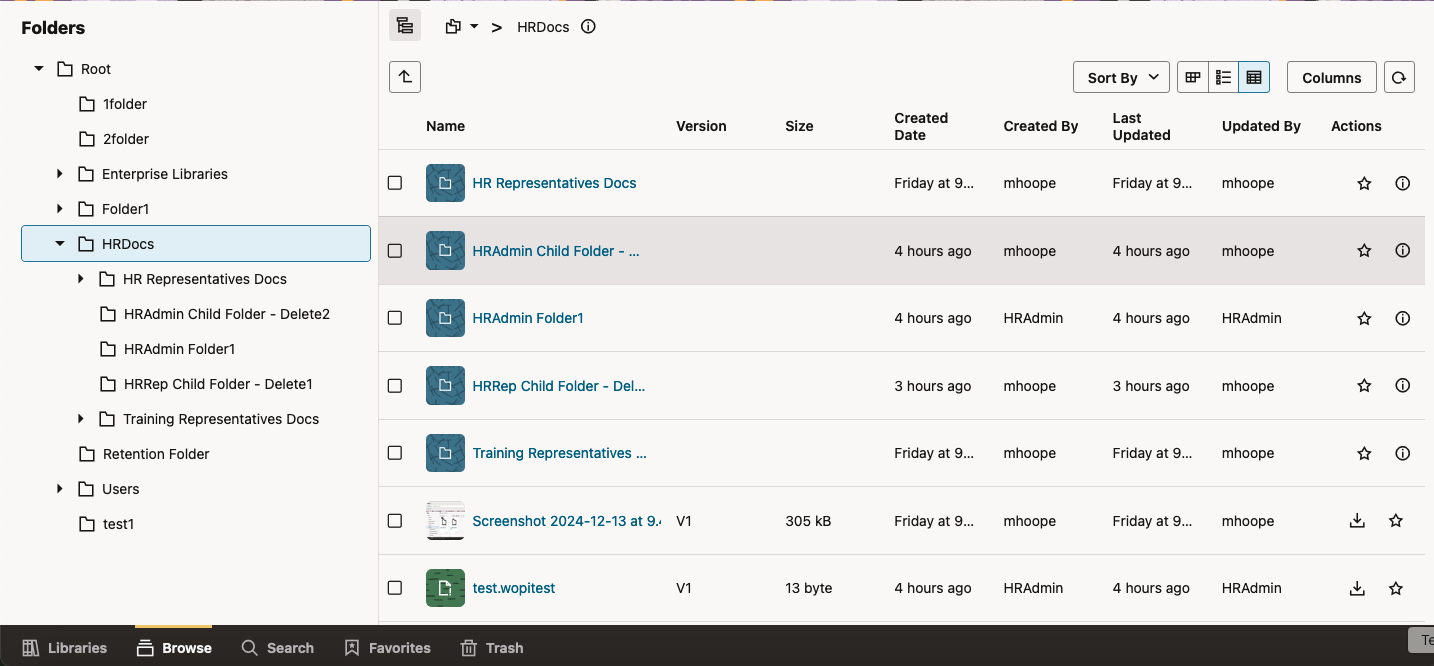 Folders
Root
1folder
2folder
Enterprise Libraries
Folder1
HRDocs
HR Representatives Docs
HRAdmin Child Folder - Delete2
HRAdmin Folder1
HRRep Child Folder - Delete1
Training Representatives Docs
Retention Folder
Users
test1
> HRDocs
Sort By Columns
Name Version Size Created Date Created By Last Updated Updated By Actions
HR Representatives Docs Friday at 9... mhoope Friday at 9... mhoope
HRAdmin Child Folder - ... 4 hours ago mhoope 4 hours ago mhoope
HRAdmin Folder1 4 hours ago HRAdmin 4 hours ago HRAdmin
HRRep Child Folder - Del... 3 hours ago mhoope 3 hours ago mhoope
Training Representatives ... Friday at 9... mhoope Friday at 9... mhoope
Screenshot 2024-12-13 at 9.4 V1 305 kB Friday at 9... mhoope Friday at 9... mhoope
test.wopitest V1 13 byte 4 hours ago HRAdmin 4 hours ago HRAdmin
Libraries Browse Search Favorites Trash
Te